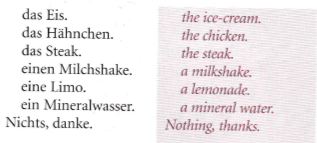 das Eis.
das Hähnchen.
das Steak.
einen Milchshake.
eine Limo.
ein Mineralwasser.
Nichts, danke.
the ice-cream.
the chicken.
the steak.
a milkshake.
a lemonade.
a mineral water.
Nothing, thanks.